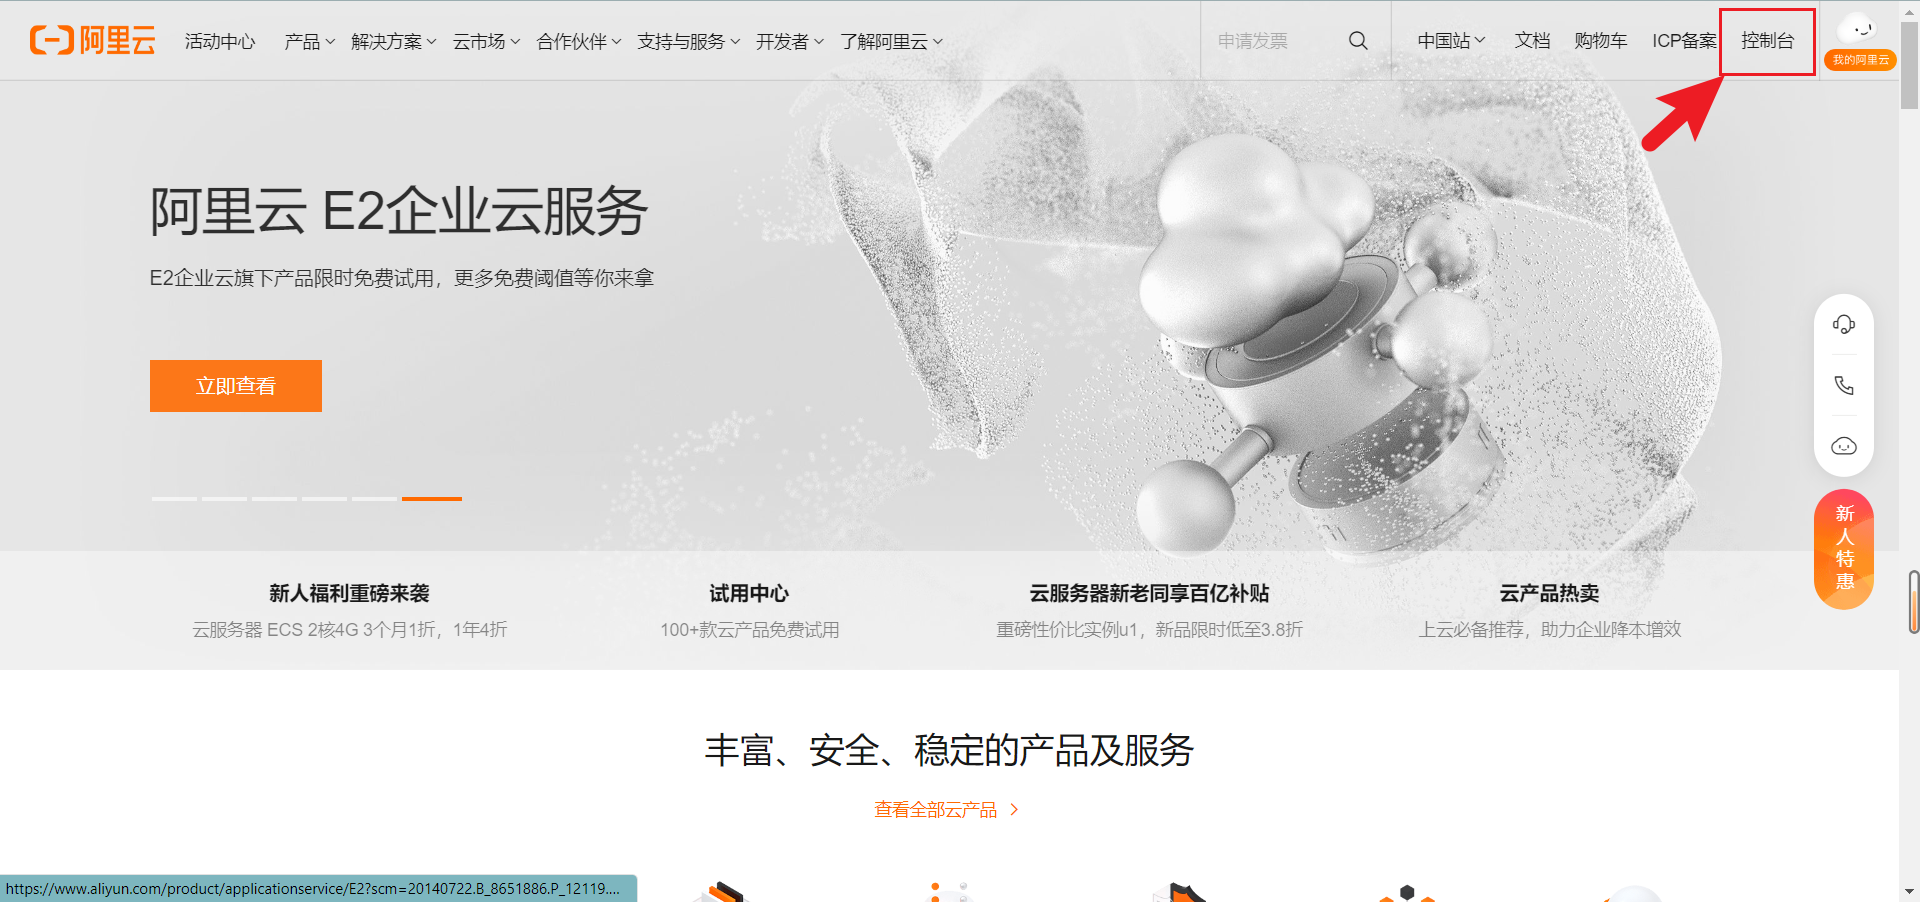 阿里云
活动中心 产品 解决方案 云市场 合作伙伴 支持与服务 开发者 了解阿里云 申请发票 中国站 文档 购物车 ICP备案 控制台
我的阿里云
阿里云 E2企业云服务
E2企业云旗下产品限时免费试用，更多免费阈值等你来拿
立即查看
新人特惠
新人福利重磅来袭
云服务器 ECS 2核4G 3个月1折，1年4折
试用中心
100+款云产品免费试用
云服务器新老同享百亿补贴
重磅性价比实例u1，新品限时低至3.8折
云产品热卖
上云必备推荐，助力企业降本增效
丰富、安全、稳定的产品及服务
查看全部云产品
https://www.aliyun.com/product/applicationservice/E2?scm=20140722.B_8651886.P_12119....